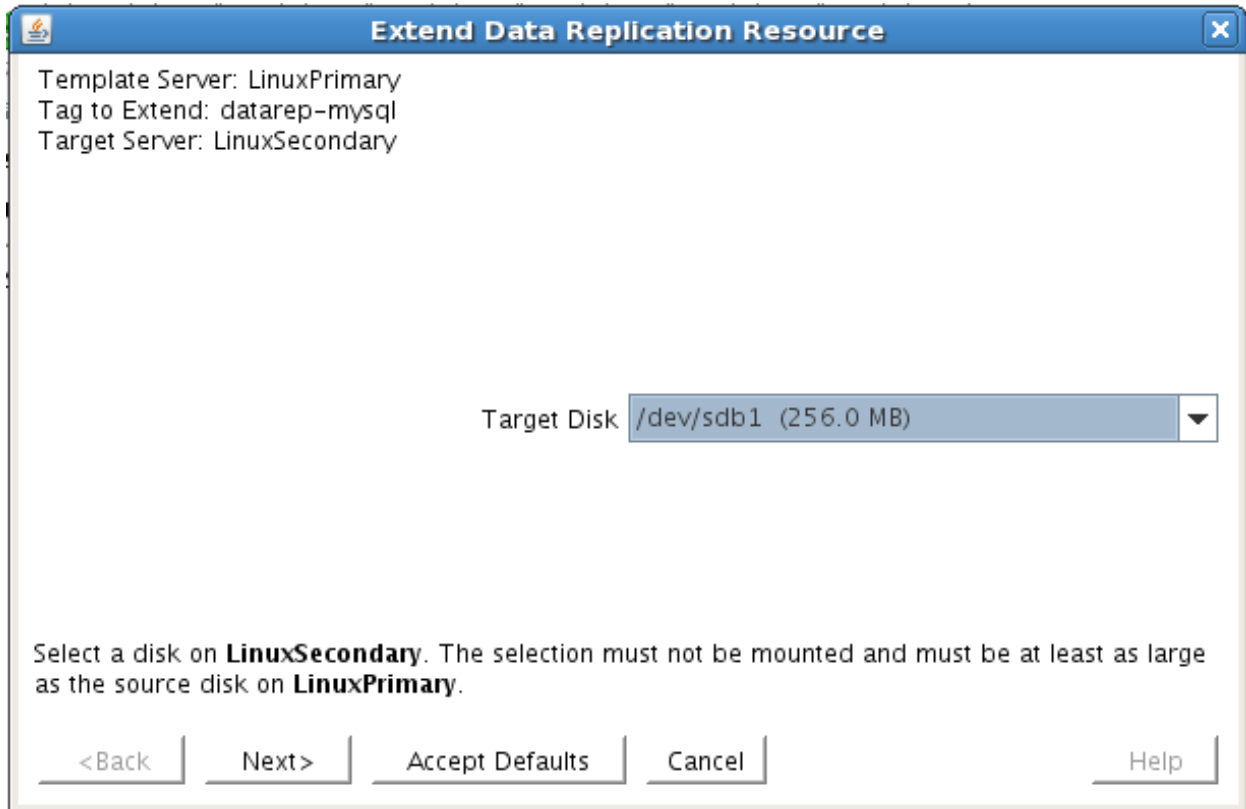 Extend Data Replication Resource
Template Server: LinuxPrimary
Tag to Extend: datarep-mysql
Target Server: LinuxSecondary
Target Disk /dev/sdb1 (256.0 MB)
Select a disk on LinuxSecondary. The selection must not be mounted and must be at least as large
as the source disk on LinuxPrimary.
<Back Next> Accept Defaults Cancel Help